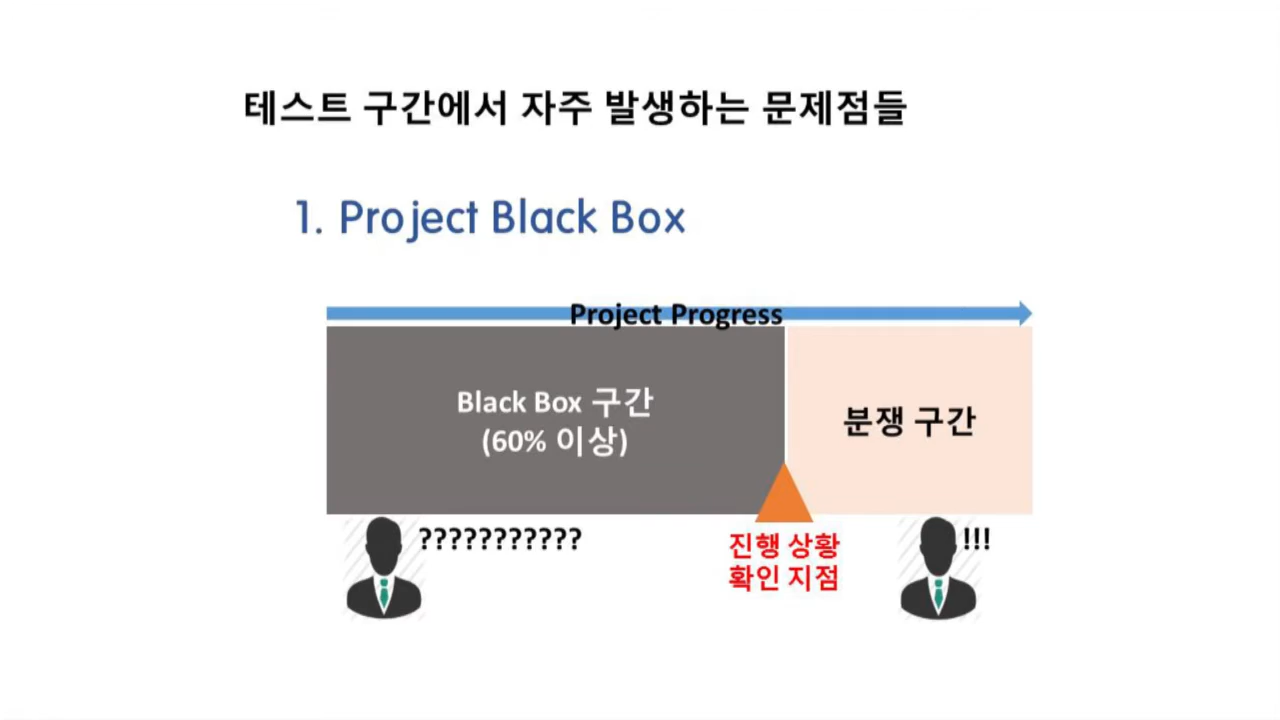 테스트 구간에서 자주 발생하는 문제점들
1. Project Black Box
Project Progress
Black Box 구간
(60% 이상)
분쟁 구간
???????????
진행 상황
확인 지점
!!!